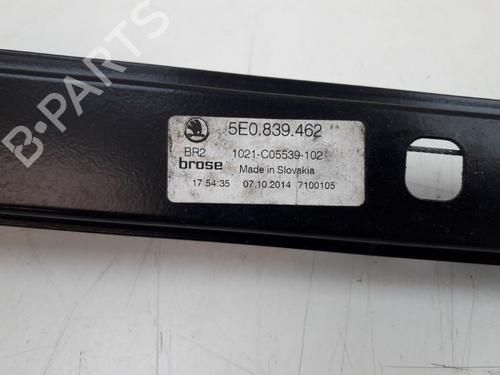 B-PARTS
5E0.839.462
BR2 1021-C05539-102
brose Made in Slovakia
17:54:35 07.10.2014 7100105